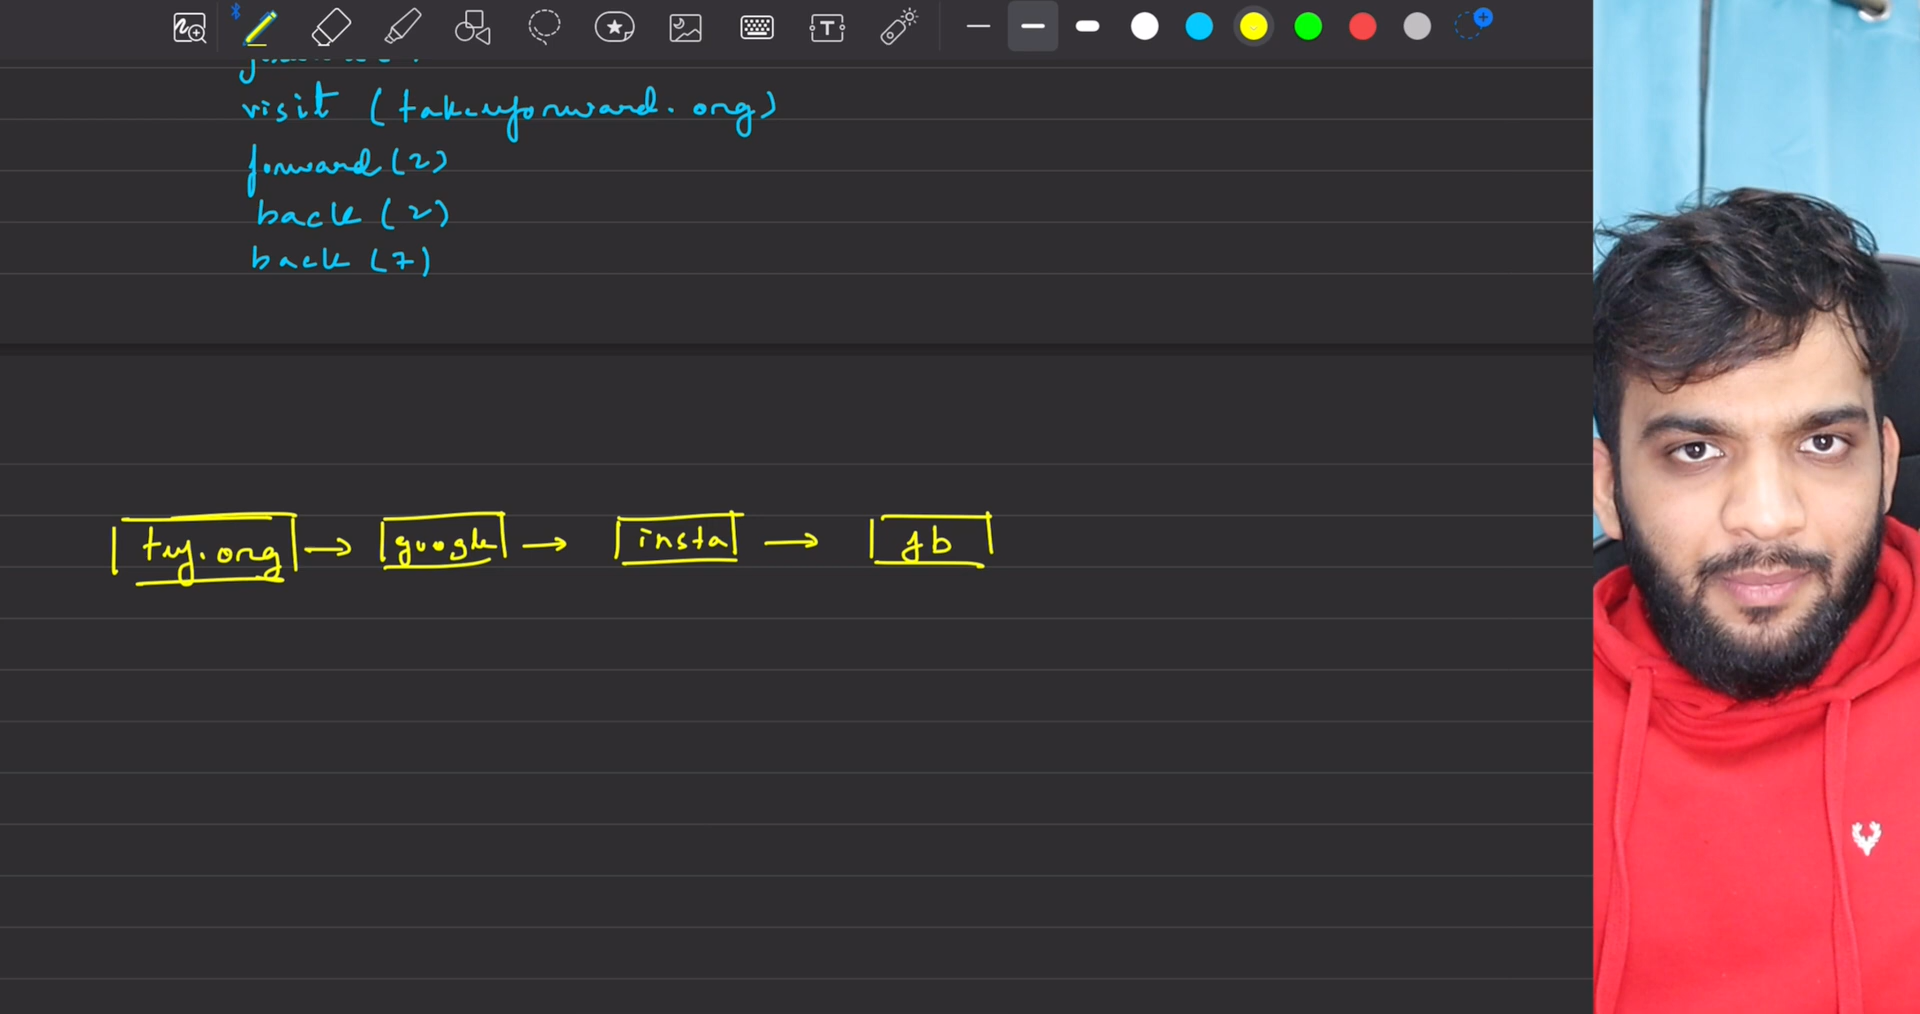 visit (takeuforward.org)
forward(2)
back (2)
back (7)
tuf.org → google → insta → fb